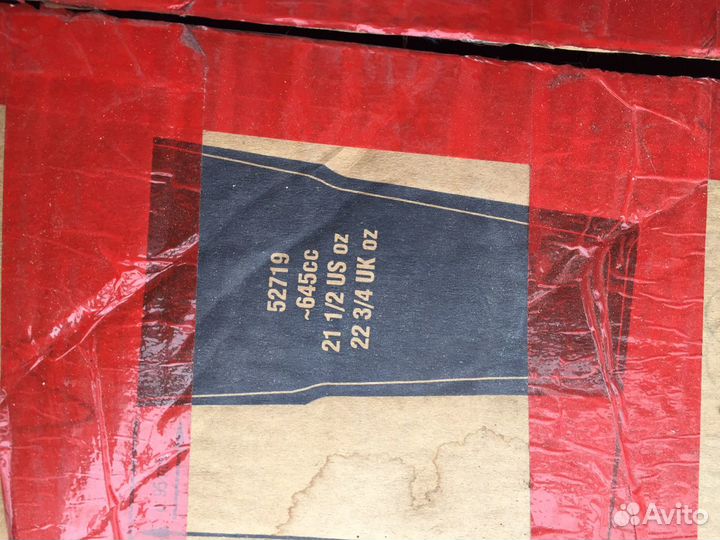 52719
~645cc
21 1/2 US oz
22 3/4 UK oz
Avito